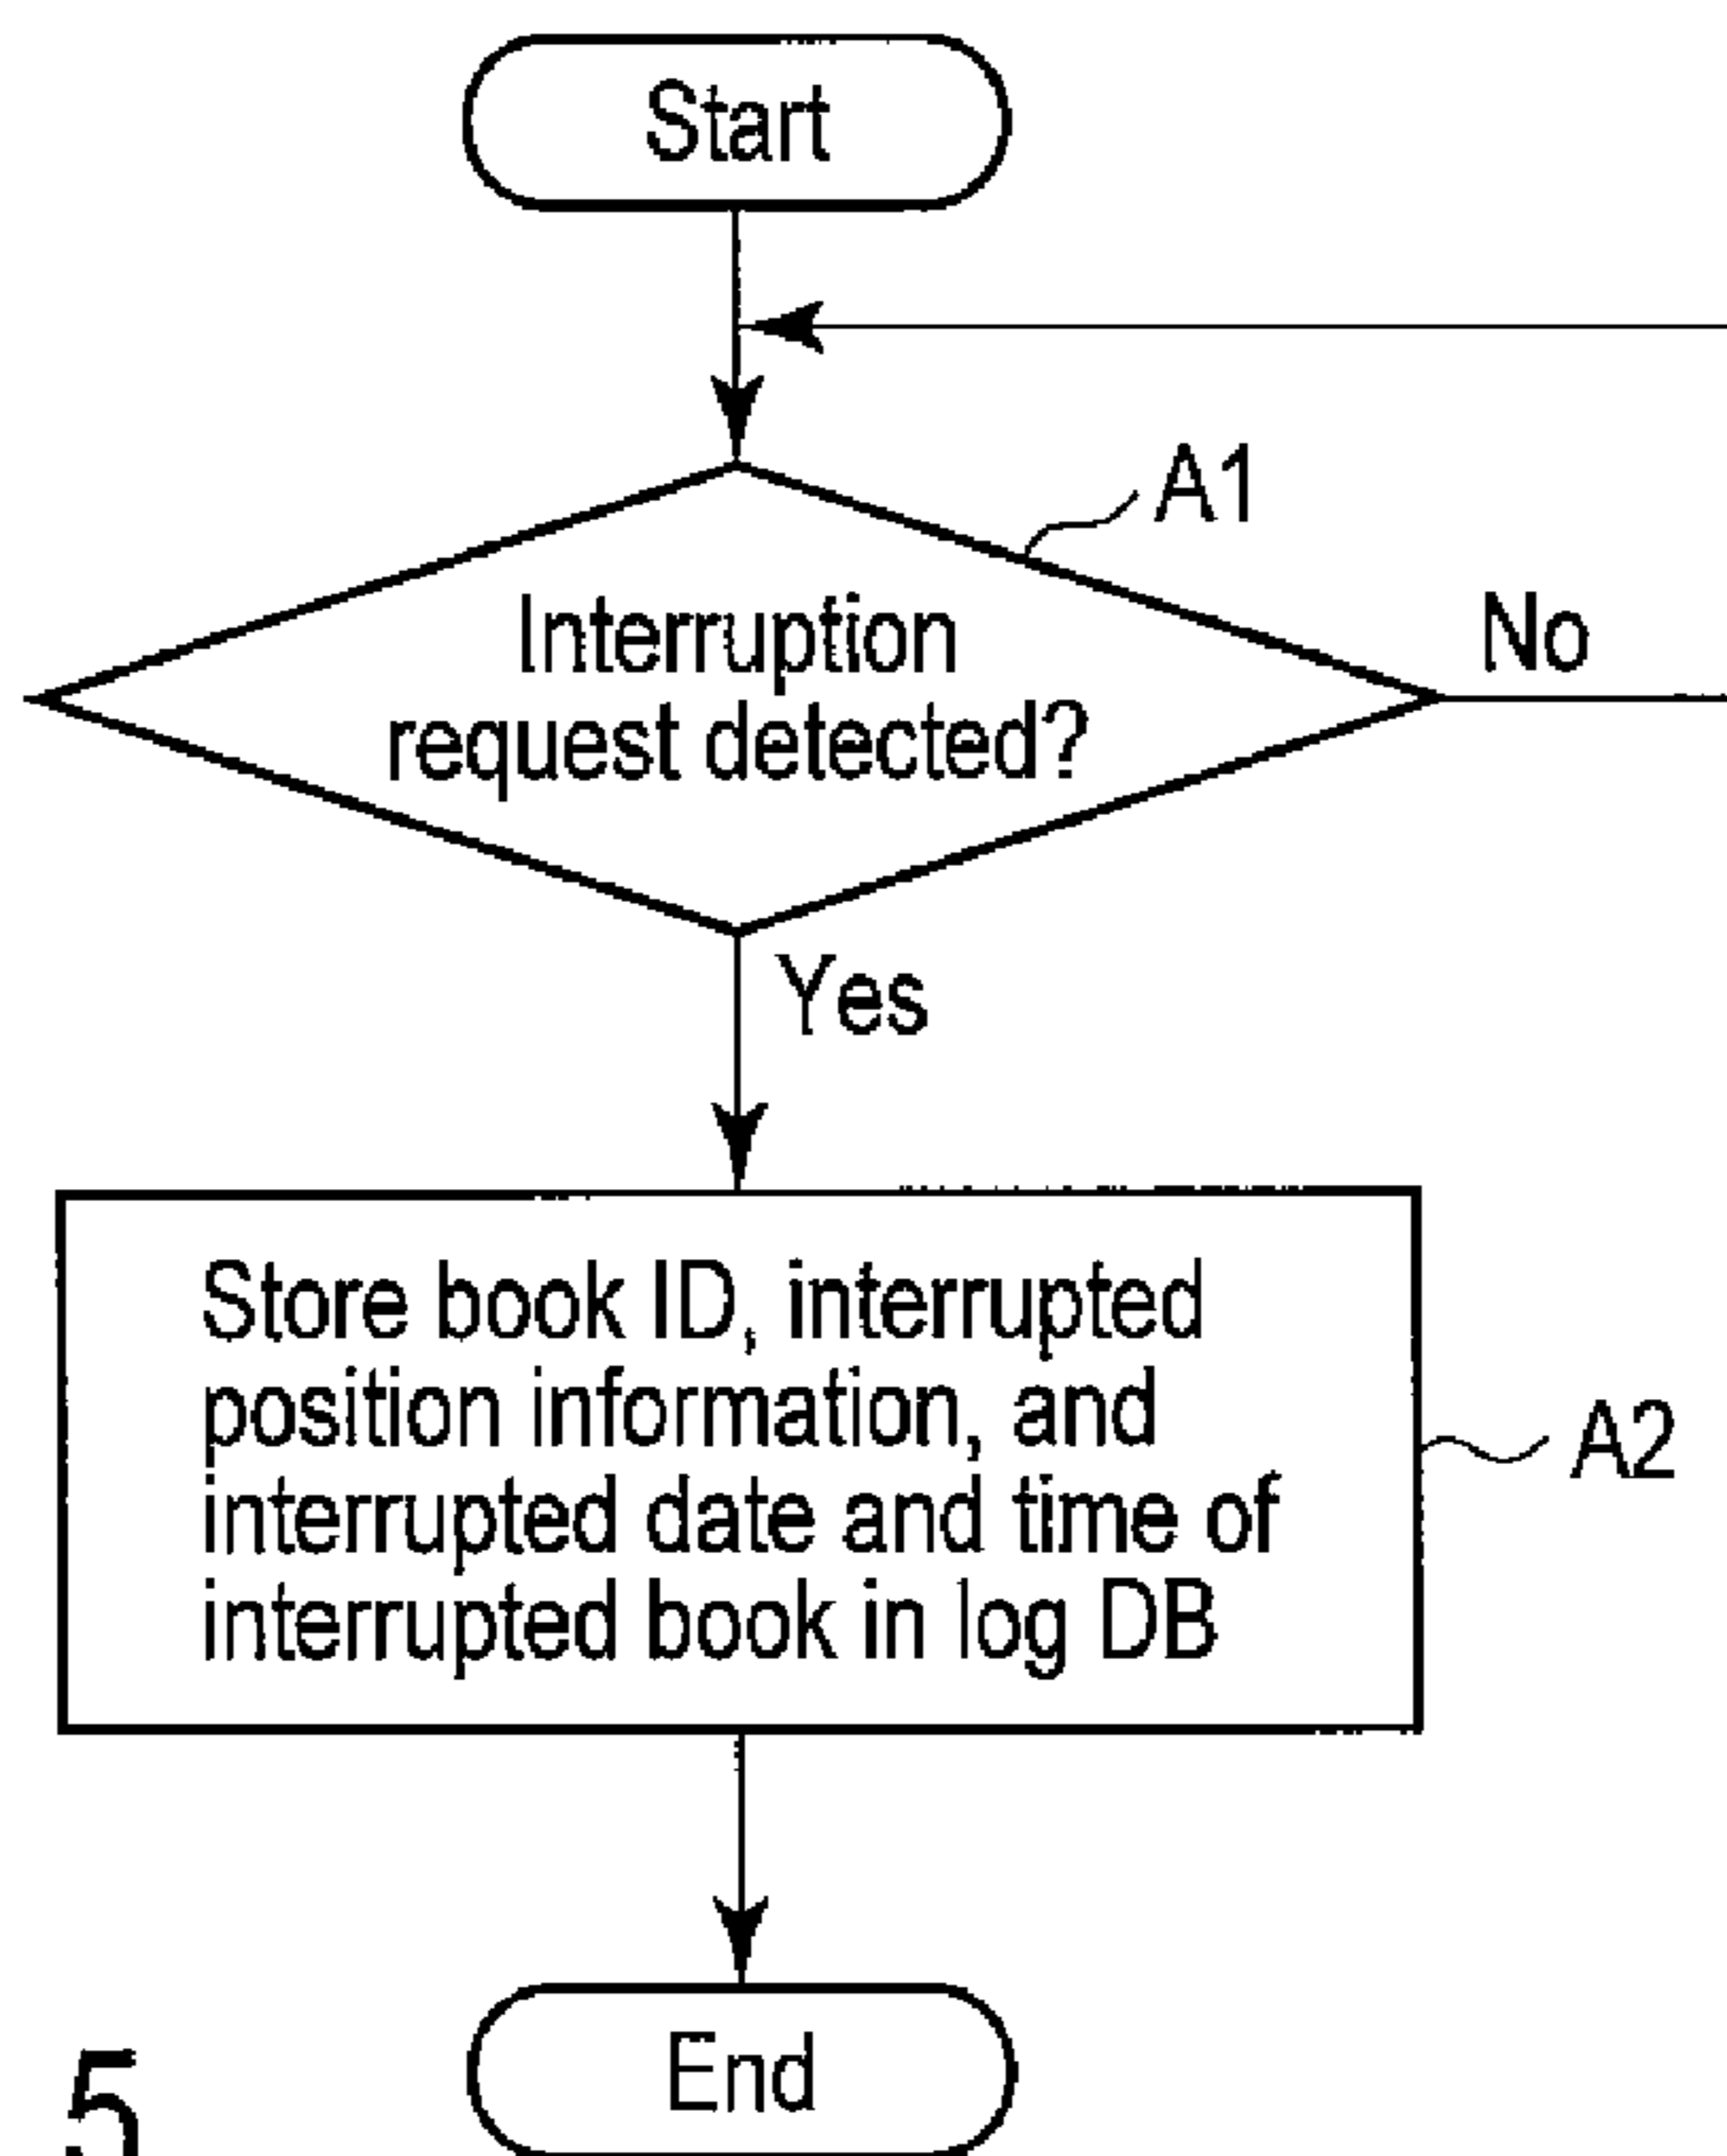 Start
A1
Interruption
request detected?
No
Yes
Store book ID, interrupted
position information, and
interrupted date and time of
interrupted book in log DB
A2
End
5